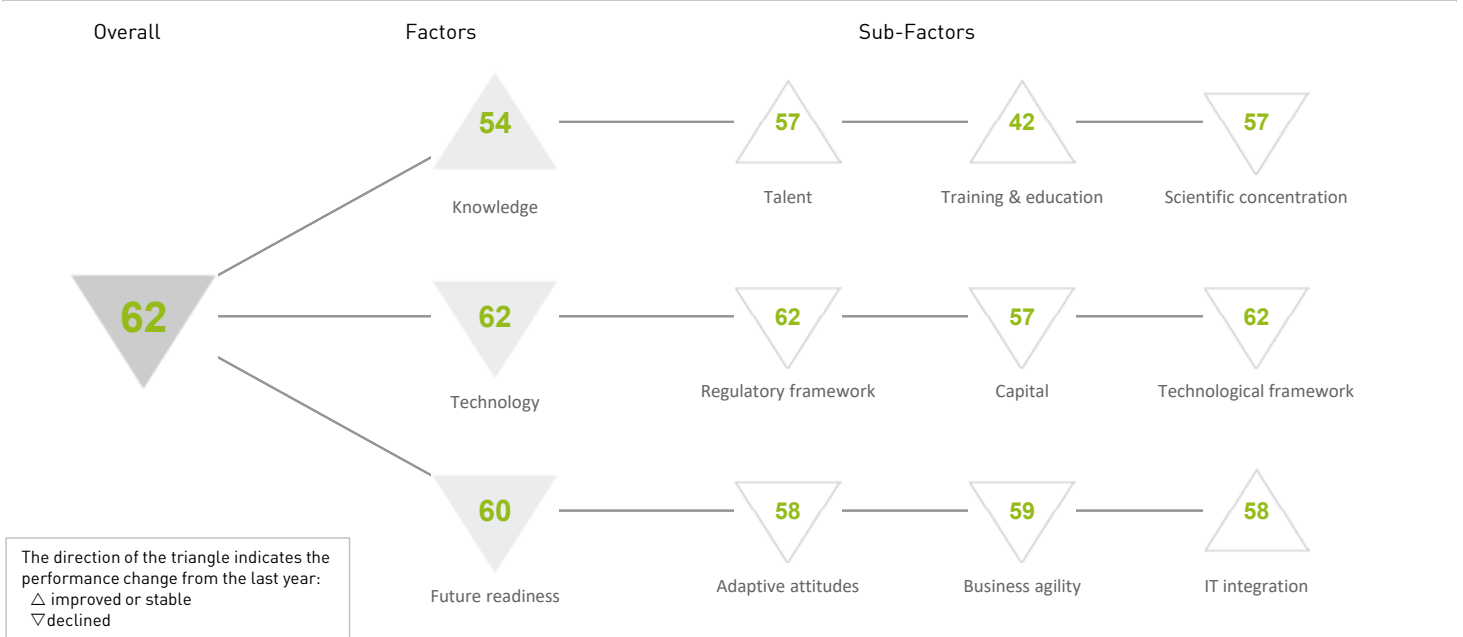 Overall Factors Sub-Factors
54 57 42 57
Knowledge Talent Training & education Scientific concentration
62 62 62 57 62
Technology Regulatory framework Capital Technological framework
60 58 59 58
Future readiness Adaptive attitudes Business agility IT integration
The direction of the triangle indicates the
performance change from the last year:
△ improved or stable
▽ declined